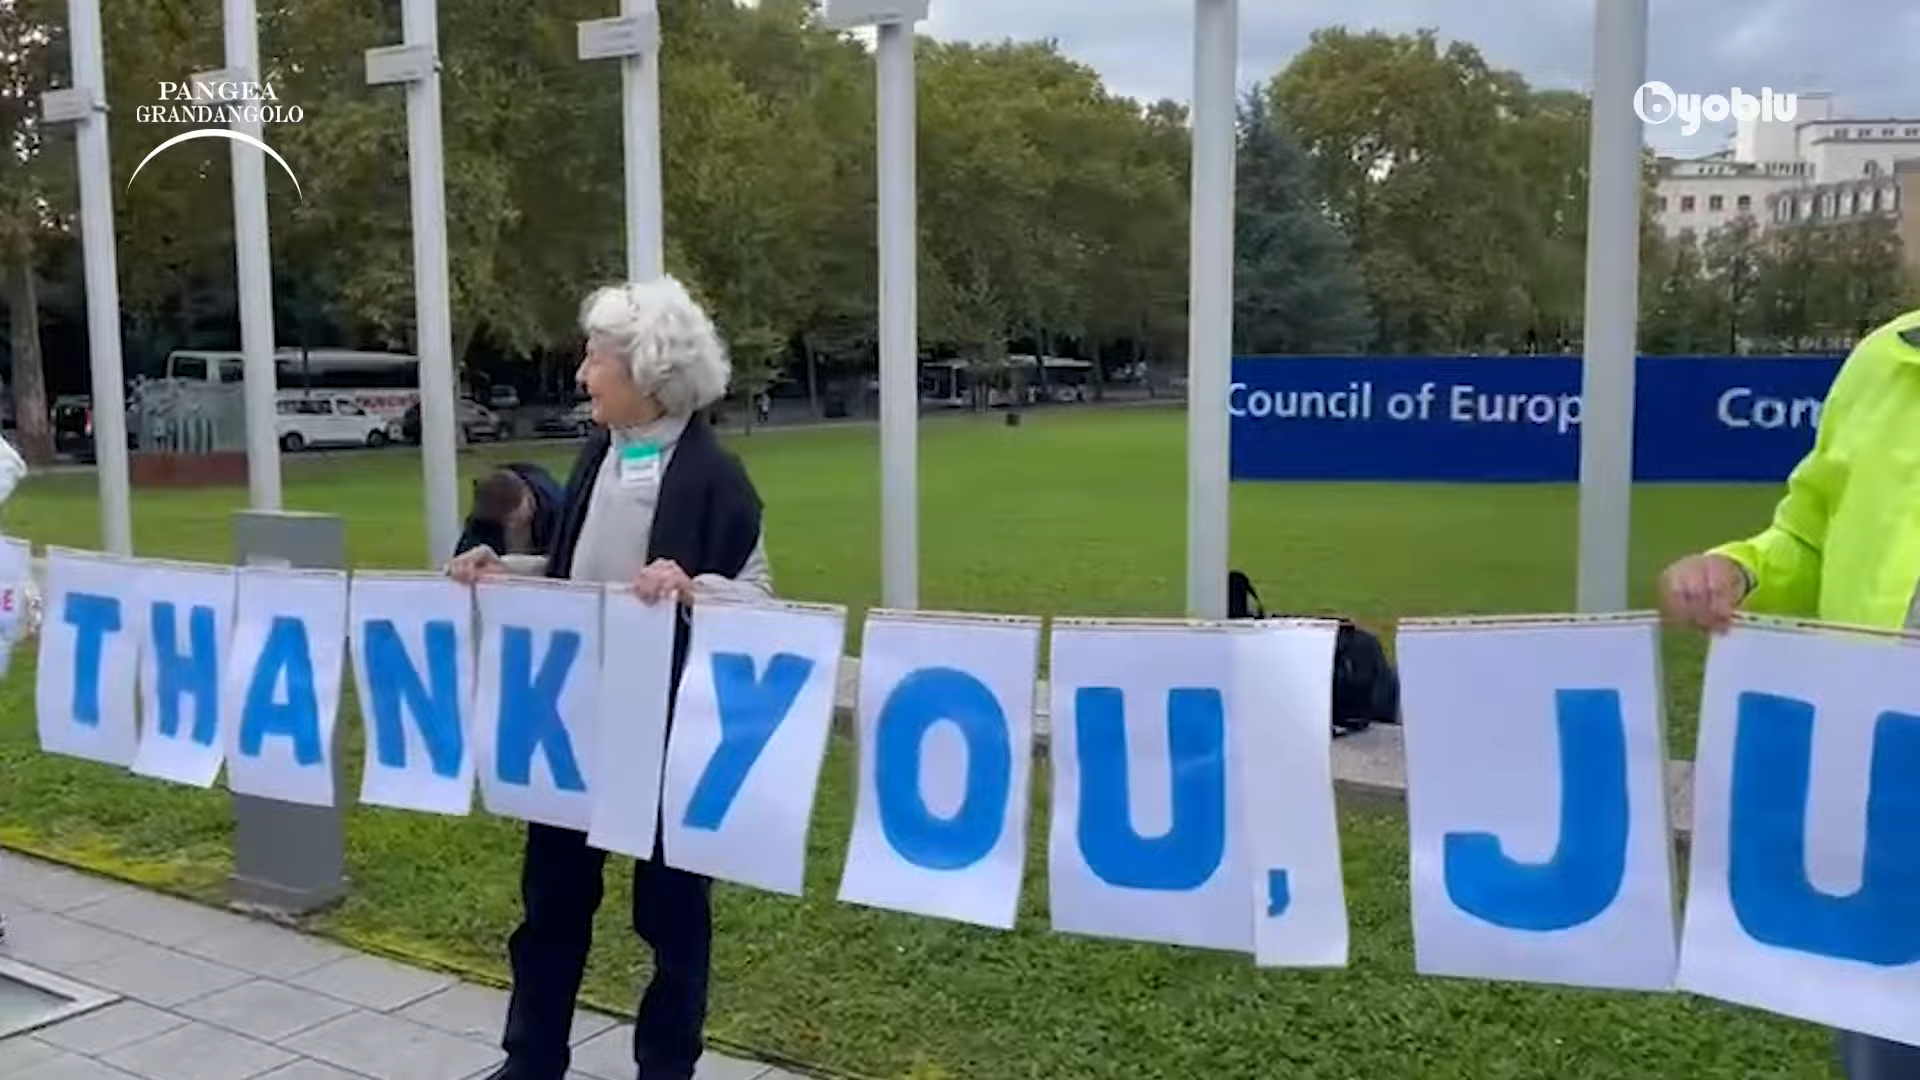 PANGEA
GRANDANGOLO
byoblu
Council of Europ
Con
THANK YOU, JU